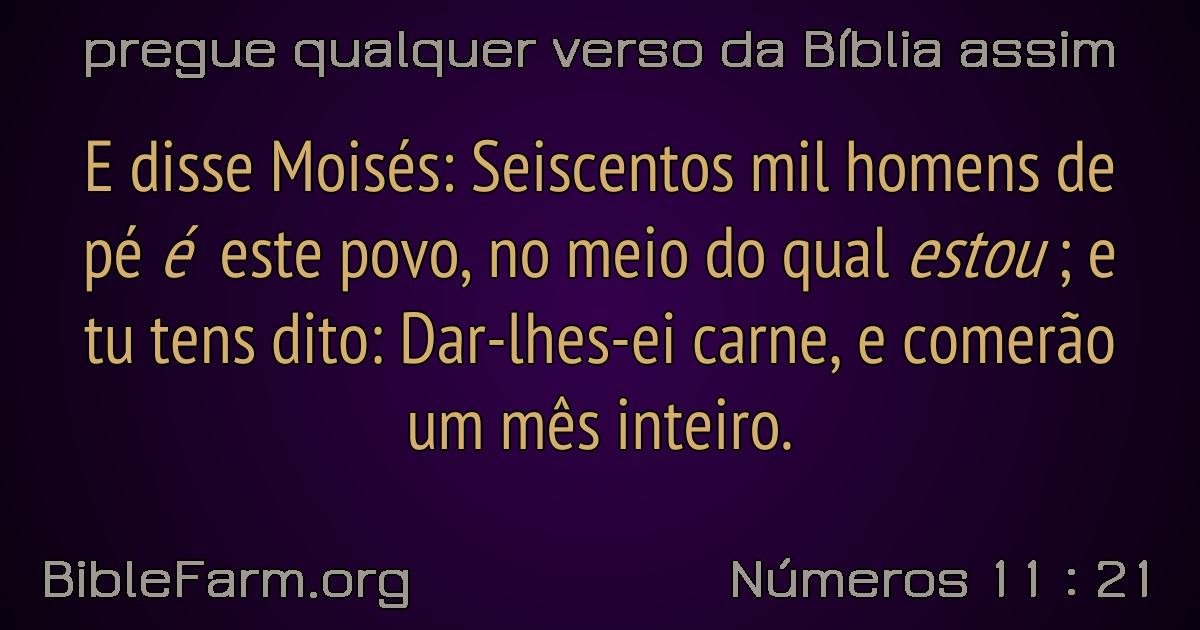 pregue qualquer verso da Bíblia assim
E disse Moisés: Seiscentos mil homens de
pé é este povo, no meio do qual estou ; e
tu tens dito: Dar-lhes-ei carne, e comerão
um mês inteiro.
BibleFarm.org
Números 11 : 21